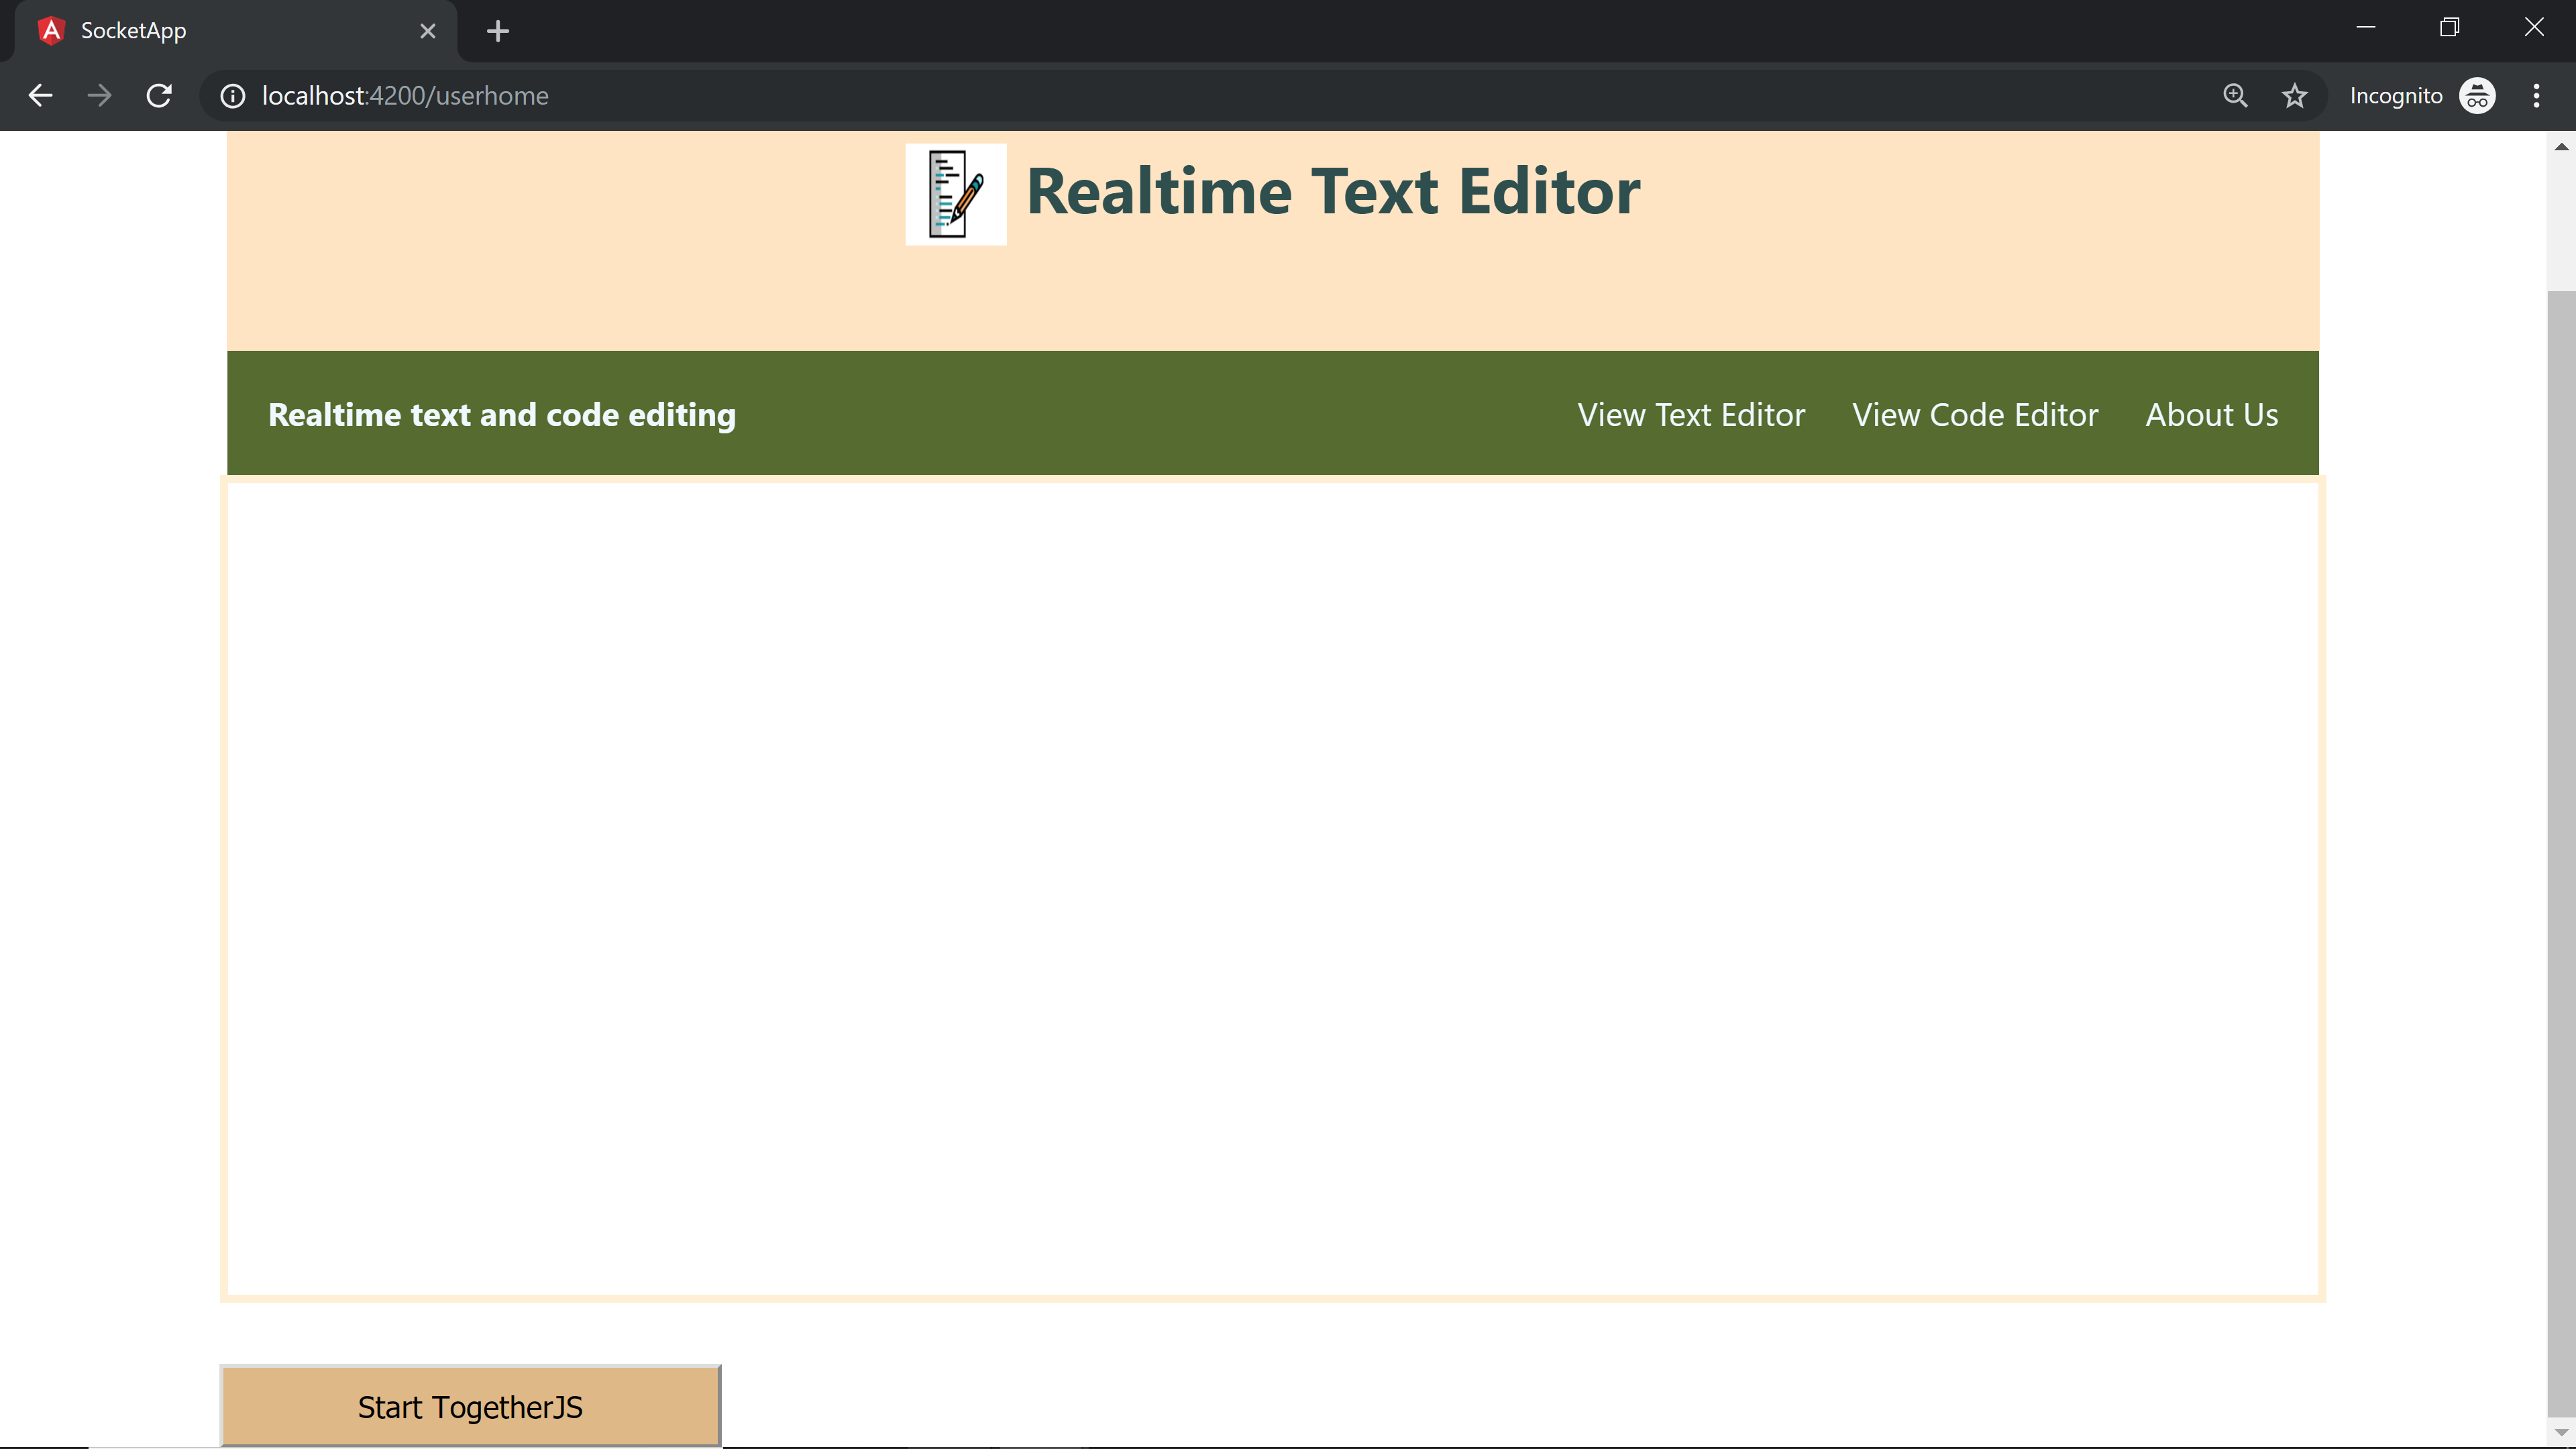 SocketApp
localhost:4200/userhome
Incognito
Realtime Text Editor
Realtime text and code editing
View Text Editor
View Code Editor
About Us
Start TogetherJS